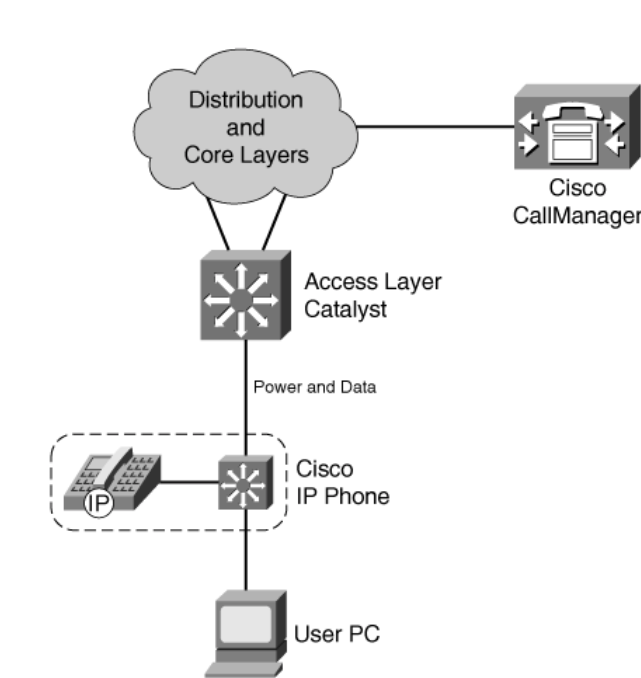 Distribution
and
Core Layers
Cisco
CallManager
Access Layer
Catalyst
Power and Data
Cisco
IP Phone
IP
User PC